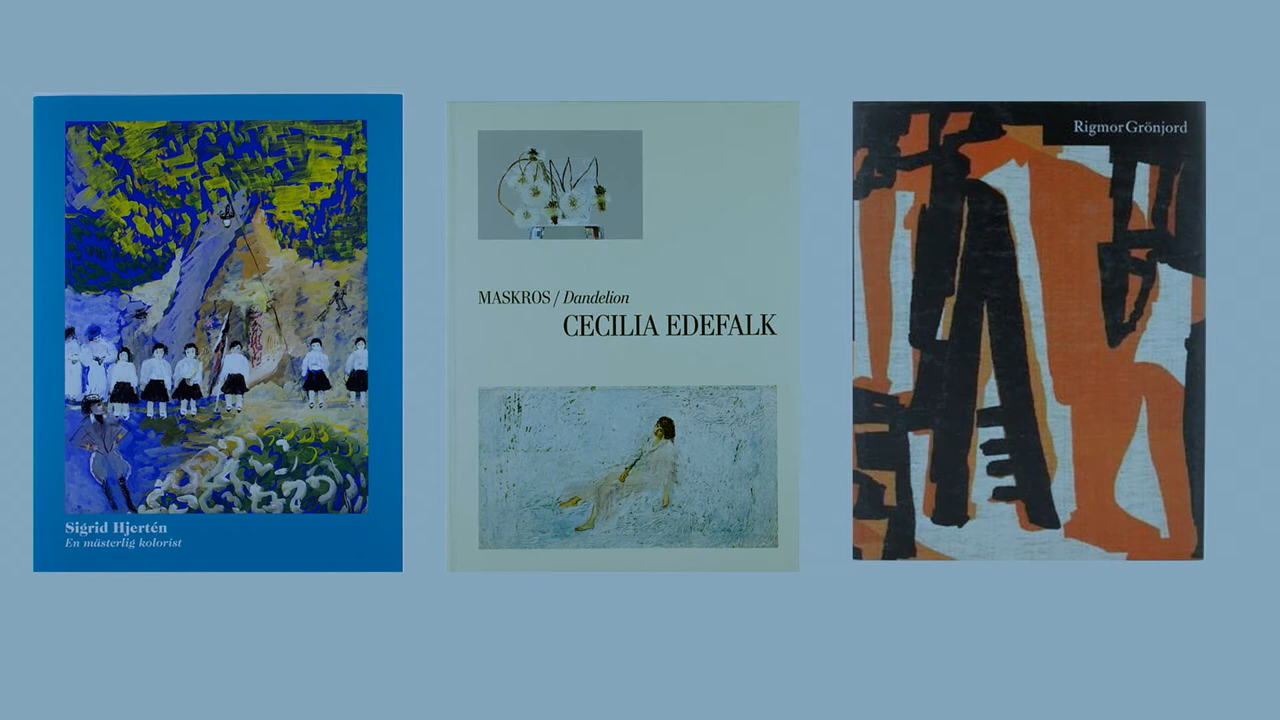 Sigrid Hjertén
En mästerlig kolorist
MASKROS / Dandelion
CECILIA EDEFALK
Rigmor Grönjord